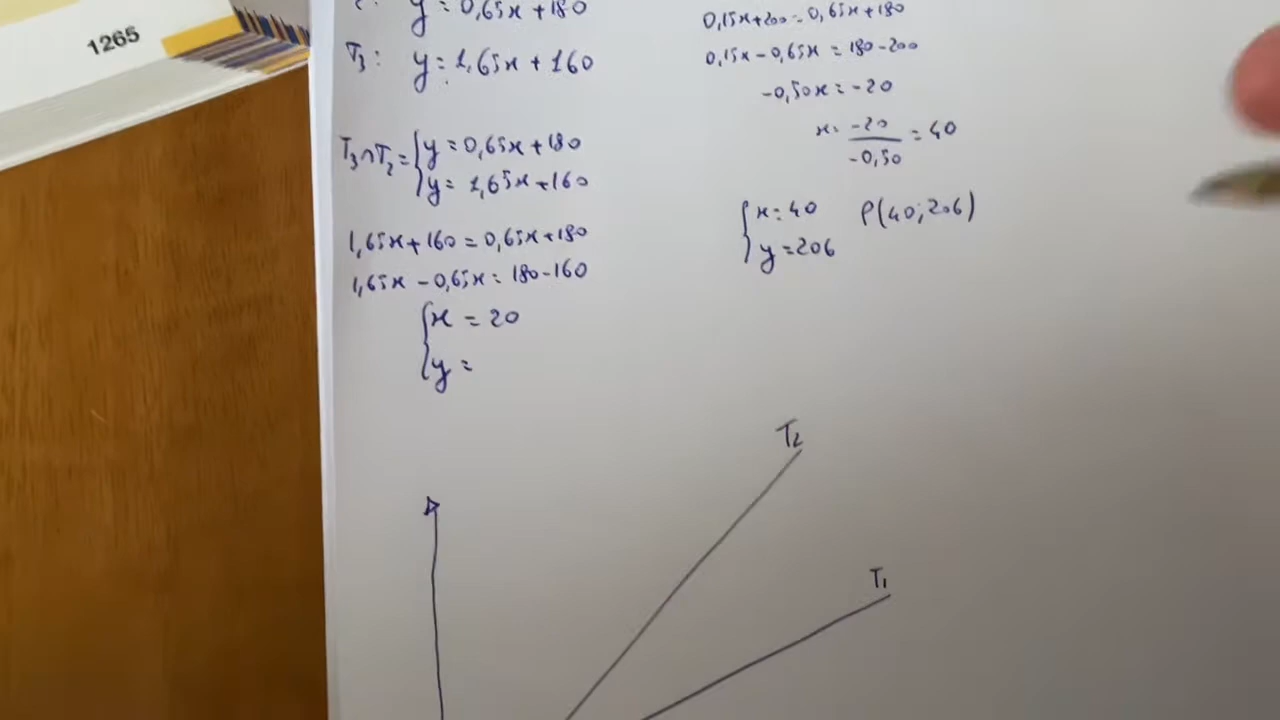 1265
y = 0,65x + 180
T3: y = 1,65x + 160
T3∩T2 = { y = 0,65x + 180
y = 1,65x + 160
1,65x + 160 = 0,65x + 180
1,65x - 0,65x = 180 - 160
{ x = 20
y =
0,15x + 200 = 0,65x + 180
0,15x - 0,65x = 180 - 200
-0,50x = -20
x = -20 / -0,50 = 40
{ x = 40 P(40; 206)
y = 206
T2
T1